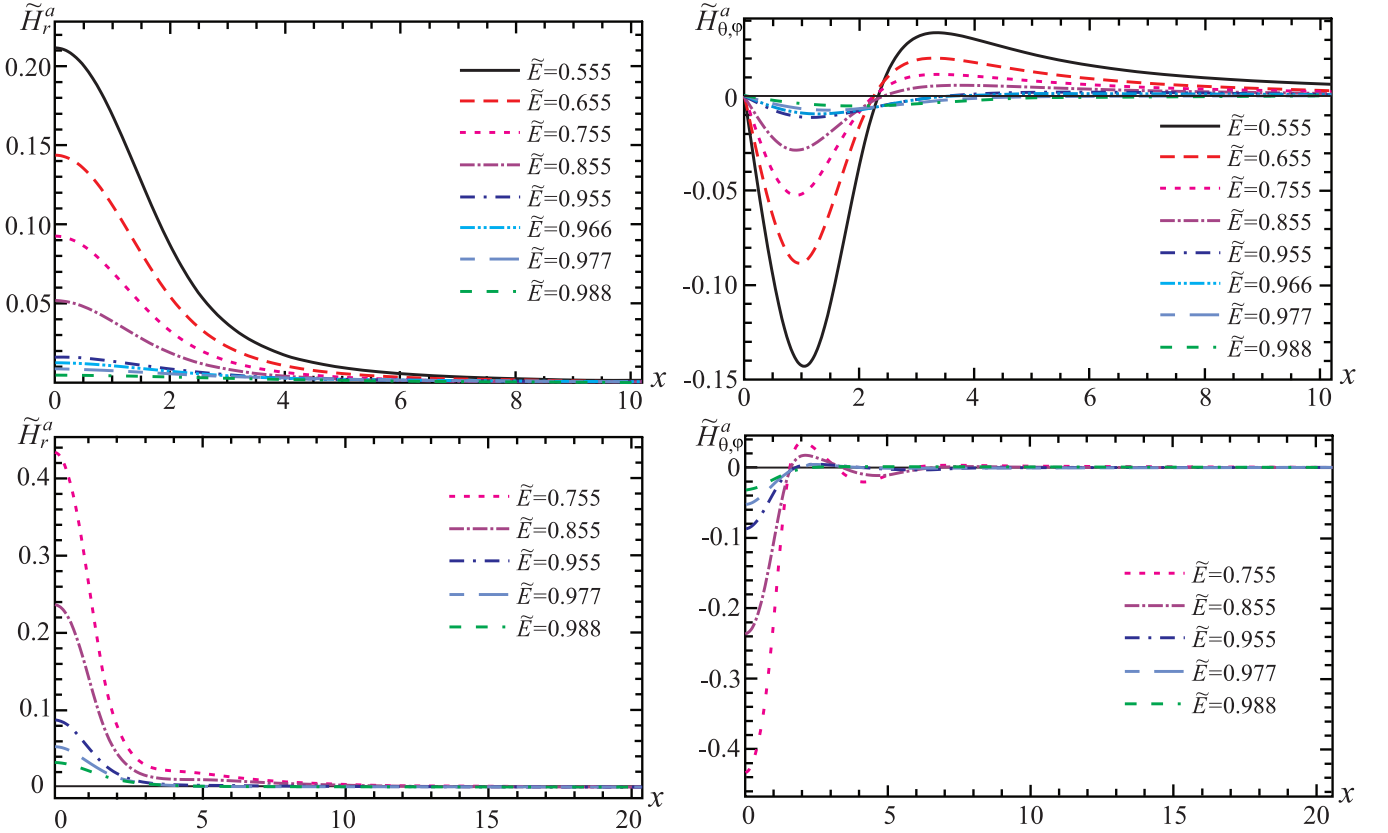 H̃ᵃᵣ
0.20
0.15
0.10
0.05
0
2
4
6
8
10
x
Ẽ=0.555
Ẽ=0.655
Ẽ=0.755
Ẽ=0.855
Ẽ=0.955
Ẽ=0.966
Ẽ=0.977
Ẽ=0.988
H̃ᵃ_θ,φ
0
-0.05
-0.10
-0.15
0
2
4
6
8
10
x
Ẽ=0.555
Ẽ=0.655
Ẽ=0.755
Ẽ=0.855
Ẽ=0.955
Ẽ=0.966
Ẽ=0.977
Ẽ=0.988
H̃ᵃᵣ
0.4
0.3
0.2
0.1
0
0
5
10
15
20
x
Ẽ=0.755
Ẽ=0.855
Ẽ=0.955
Ẽ=0.977
Ẽ=0.988
H̃ᵃ_θ,φ
0
-0.1
-0.2
-0.3
-0.4
0
5
10
15
20
x
Ẽ=0.755
Ẽ=0.855
Ẽ=0.955
Ẽ=0.977
Ẽ=0.988